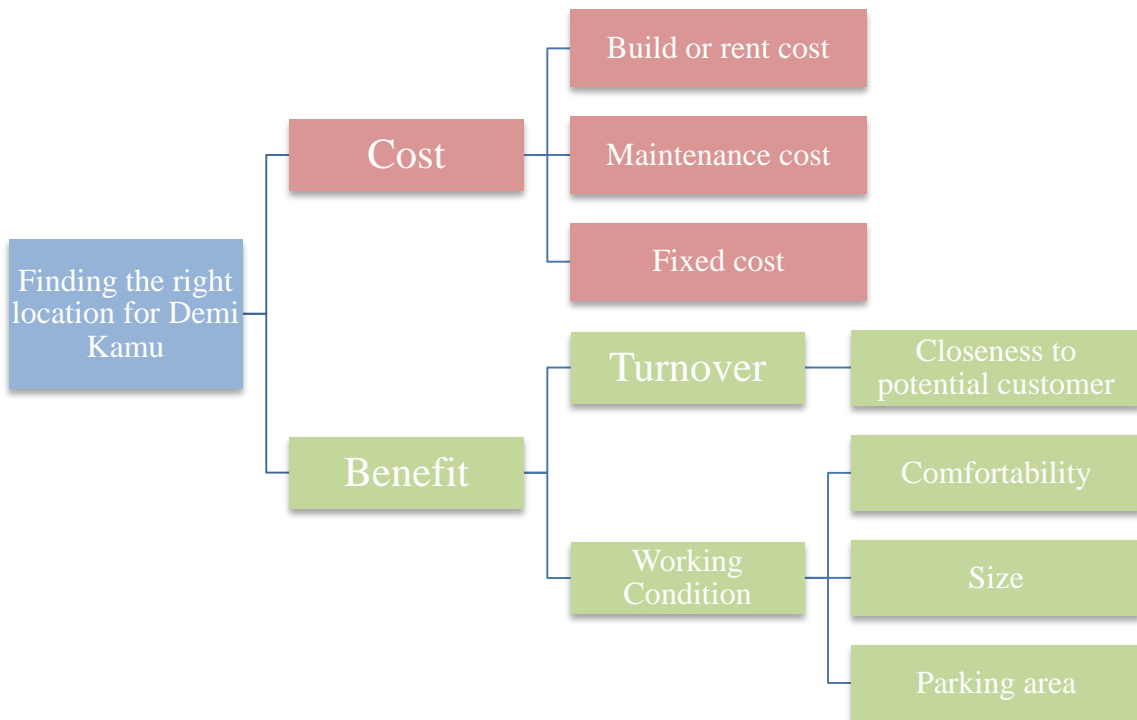 Finding the right
location for Demi
Kamu
Cost
Build or rent cost
Maintenance cost
Fixed cost
Benefit
Turnover
Closeness to
potential customer
Working
Condition
Comfortability
Size
Parking area